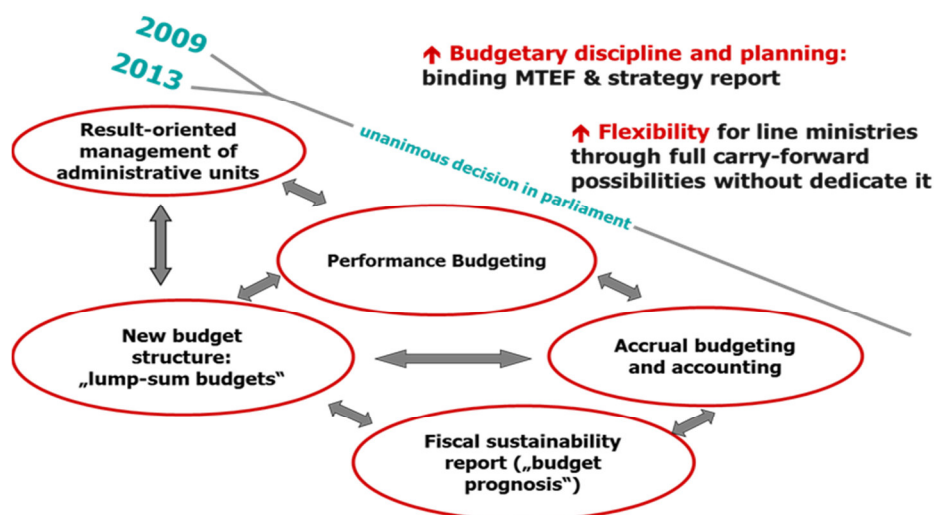 2009
2013
↑ Budgetary discipline and planning:
binding MTEF & strategy report
unanimous decision in parliament
↑ Flexibility for line ministries
through full carry-forward
possibilities without dedicate it
Result-oriented
management of
administrative units
Performance Budgeting
New budget
structure:
„lump-sum budgets“
Accrual budgeting
and accounting
Fiscal sustainability
report („budget
prognosis“)